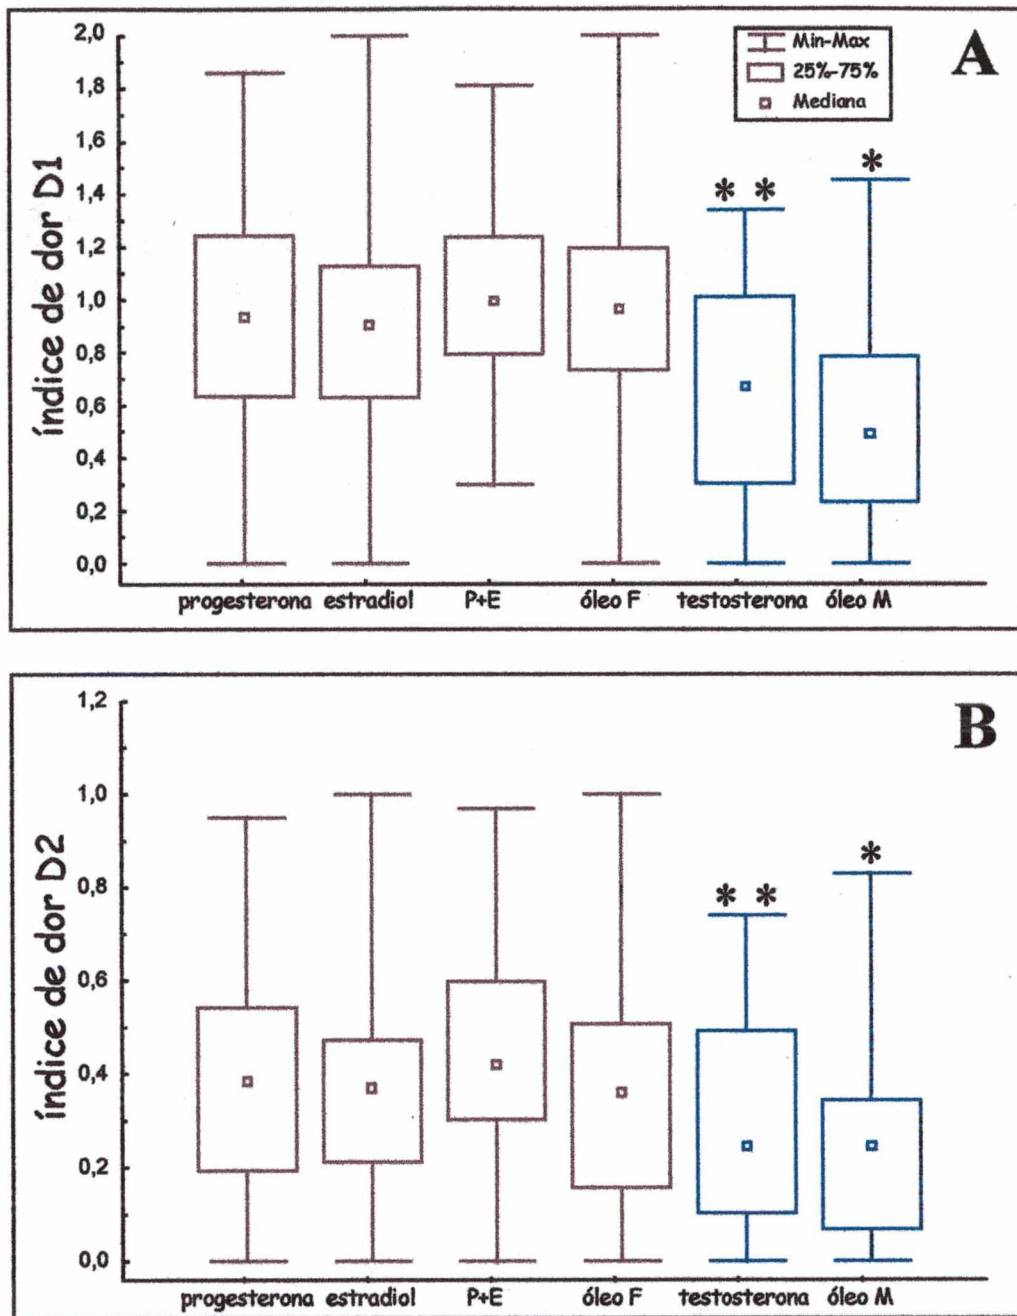 A
Min-Max
25%-75%
Mediana
índice de dor D1
2,0
1,8
1,6
1,4
1,2
1,0
0,8
0,6
0,4
0,2
0,0
* *
*
progesterona estradiol P+E óleo F testosterona óleo M
B
índice de dor D2
1,2
1,0
0,8
0,6
0,4
0,2
0,0
* *
*
progesterona estradiol P+E óleo F testosterona óleo M